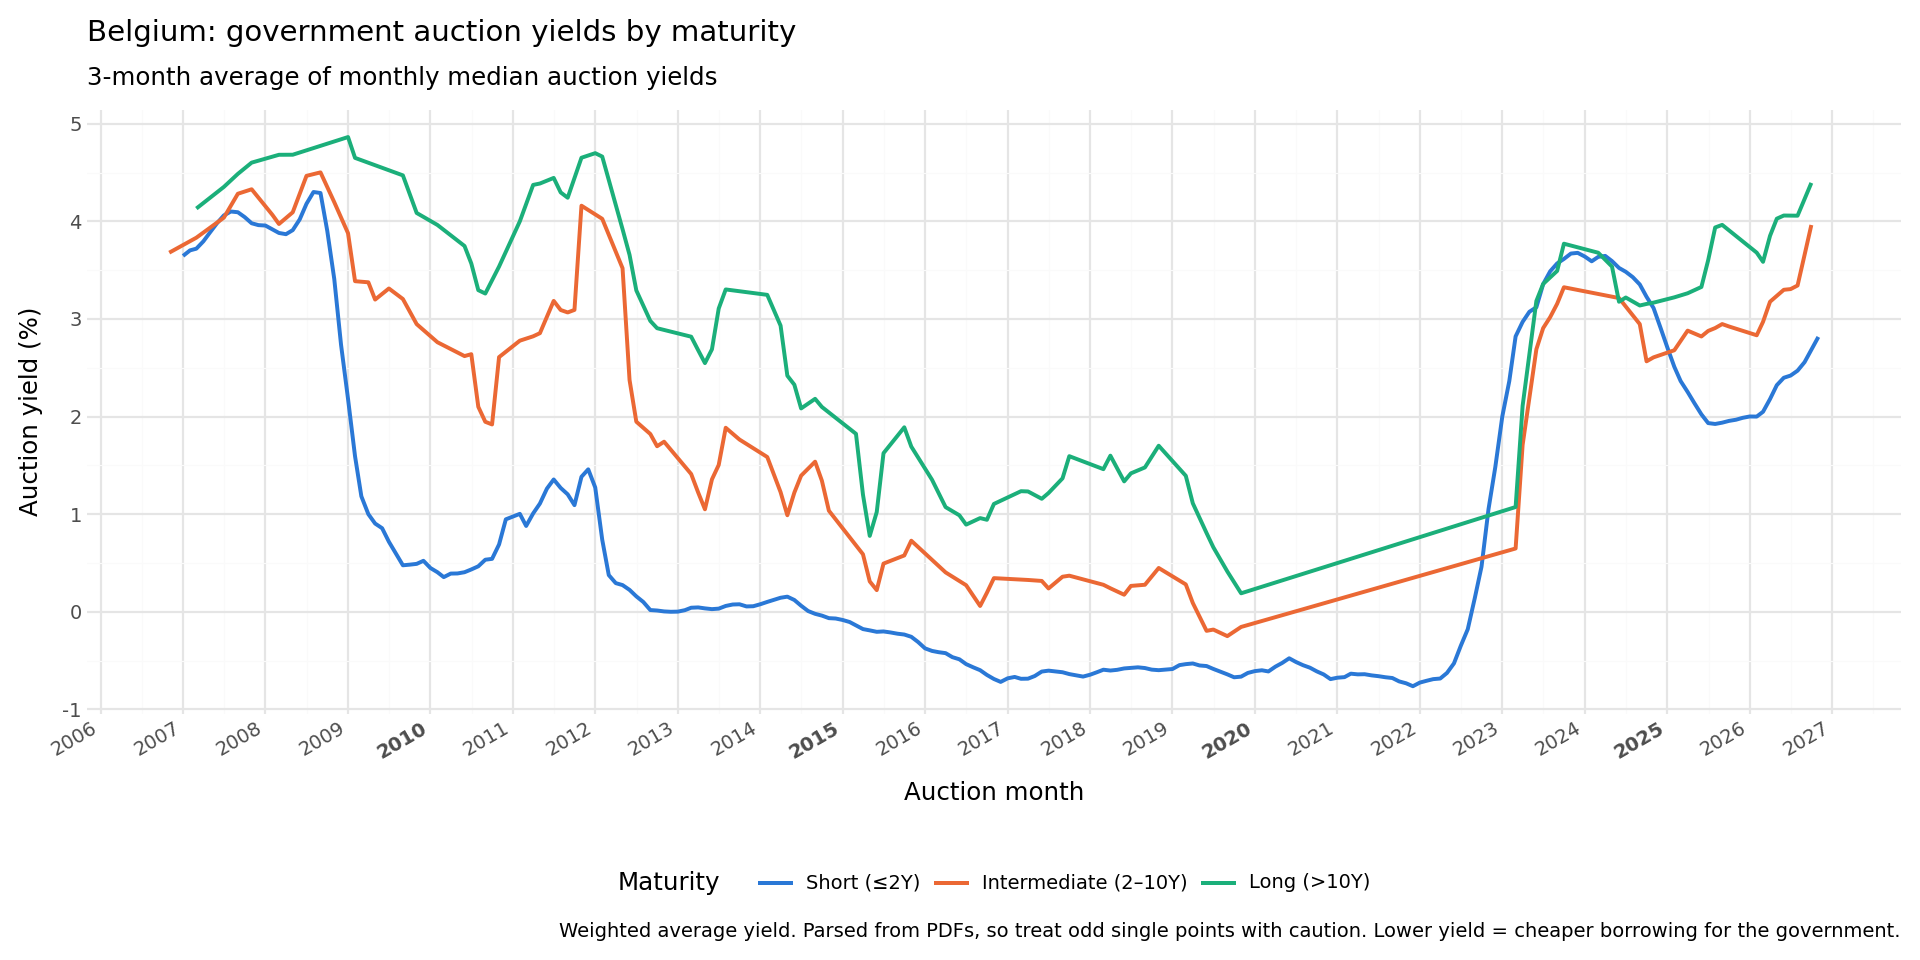 Belgium: government auction yields by maturity
3-month average of monthly median auction yields
Auction yield (%)
5
4
3
2
1
0
-1
2006 2007 2008 2009 2010 2011 2012 2013 2014 2015 2016 2017 2018 2019 2020 2021 2022 2023 2024 2025 2026 2027
Auction month
Maturity Short (≤2Y) Intermediate (2–10Y) Long (>10Y)
Weighted average yield. Parsed from PDFs, so treat odd single points with caution. Lower yield = cheaper borrowing for the government.